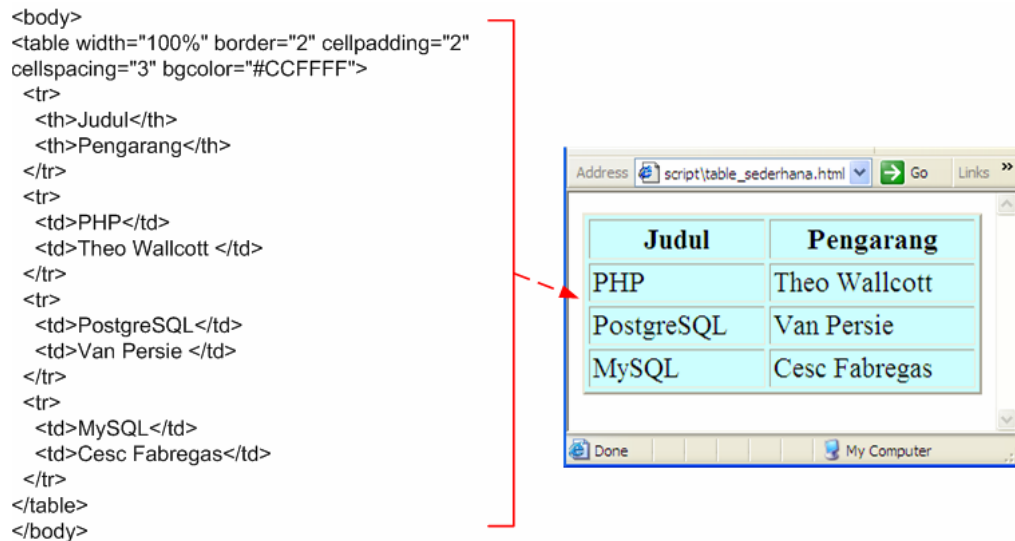 <body>
<table width="100%" border="2" cellpadding="2"
cellspacing="3" bgcolor="#CCFFFF">
<tr>
<th>Judul</th>
<th>Pengarang</th>
</tr>
<tr>
<td>PHP</td>
<td>Theo Wallcott </td>
</tr>
<tr>
<td>PostgreSQL</td>
<td>Van Persie </td>
</tr>
<tr>
<td>MySQL</td>
<td>Cesc Fabregas</td>
</tr>
</table>
</body>
Address script\table_sederhana.html Go Links »
Judul Pengarang
PHP Theo Wallcott
PostgreSQL Van Persie
MySQL Cesc Fabregas
Done My Computer